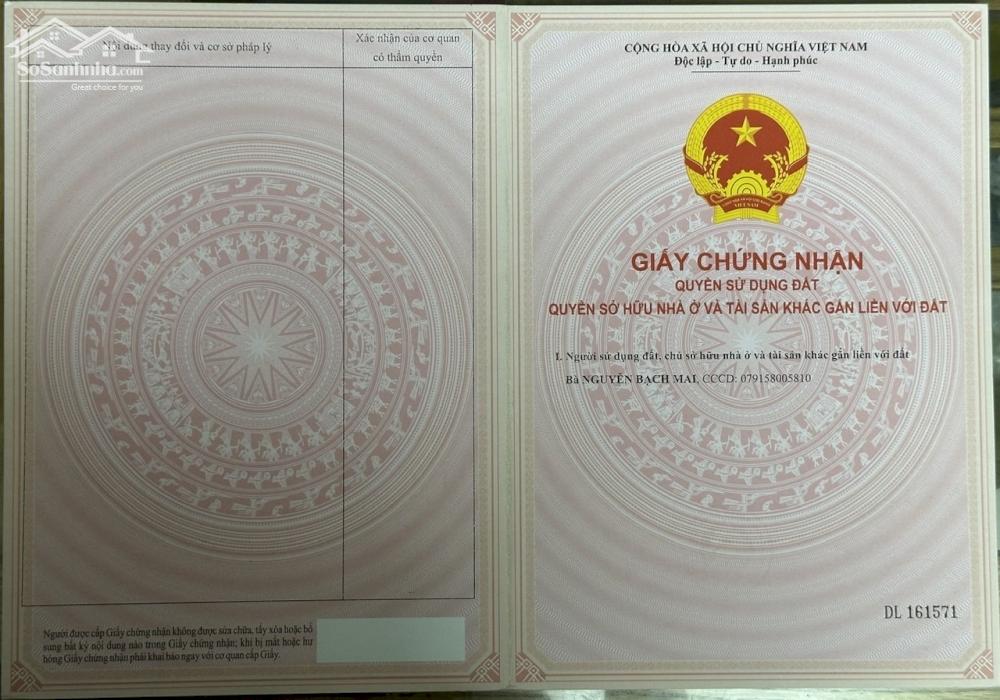 SoSanhnha.com
Great choice for you
Nội dung thay đổi và cơ sở pháp lý
Xác nhận của cơ quan
có thẩm quyền
Người được cấp Giấy chứng nhận không được sửa chữa, tẩy xóa hoặc bổ
sung bất kỳ nội dung nào trong Giấy chứng nhận; khi bị mất hoặc hư
hỏng Giấy chứng nhận phải khai báo ngay với cơ quan cấp Giấy.
CỘNG HÒA XÃ HỘI CHỦ NGHĨA VIỆT NAM
Độc lập - Tự do - Hạnh phúc
VIỆT NAM
GIẤY CHỨNG NHẬN
QUYỀN SỬ DỤNG ĐẤT
QUYỀN SỞ HỮU NHÀ Ở VÀ TÀI SẢN KHÁC GẮN LIỀN VỚI ĐẤT
I. Người sử dụng đất, chủ sở hữu nhà ở và tài sản khác gắn liền với đất
Bà NGUYỄN BẠCH MAI, CCCD: 079158005810
DL 161571